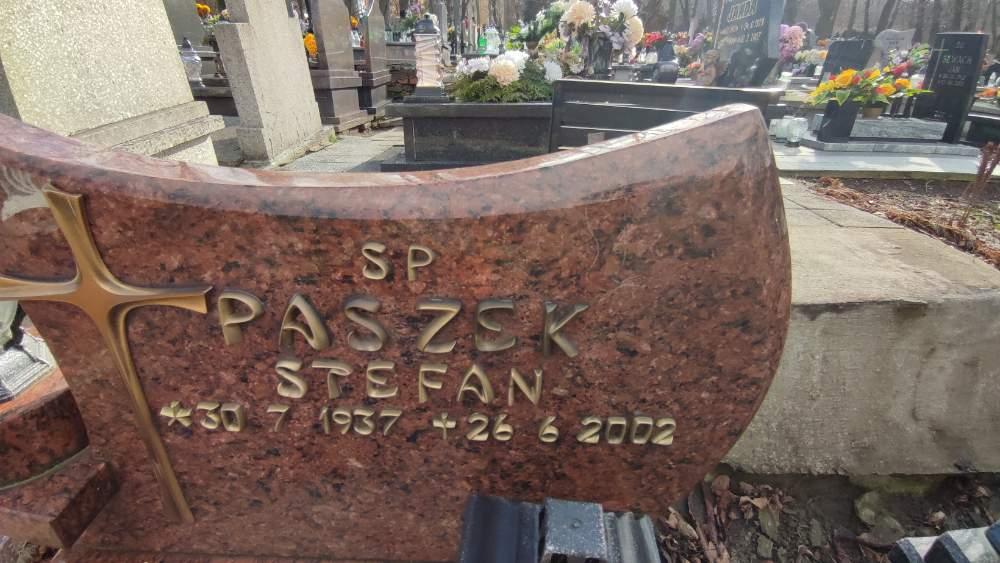 SP
PASZEK
STEFAN
*30 7 1937 +26 6 2002